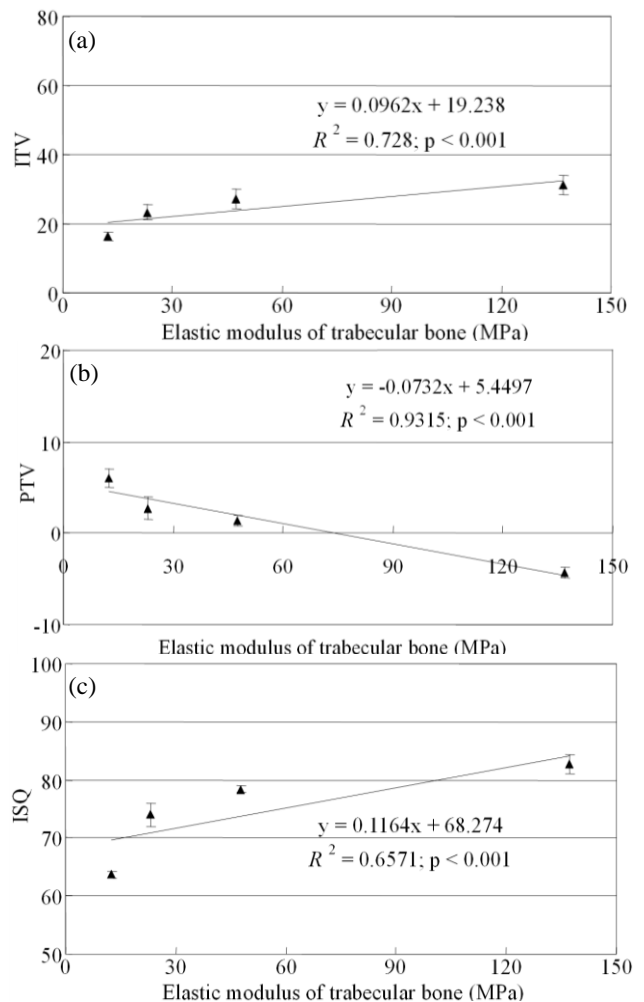 80
(a)
60
y = 0.0962x + 19.238
R² = 0.728; p < 0.001
ITV
40
20
0
0 30 60 90 120 150
Elastic modulus of trabecular bone (MPa)
20
(b)
y = -0.0732x + 5.4497
R² = 0.9315; p < 0.001
10
PTV
0
0 30 60 90 120 150
-10
Elastic modulus of trabecular bone (MPa)
100
(c)
90
ISQ
80
70
y = 0.1164x + 68.274
R² = 0.6571; p < 0.001
60
50
0 30 60 90 120 150
Elastic modulus of trabecular bone (MPa)